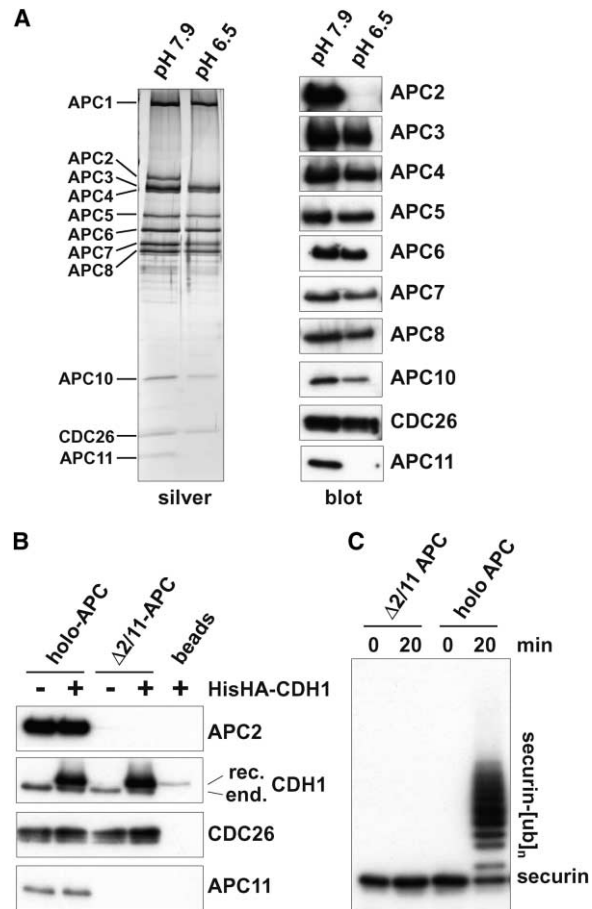 A
pH 7.9
pH 6.5
APC1
APC2
APC3
APC4
APC5
APC6
APC7
APC8
APC10
CDC26
APC11
silver
pH 7.9
pH 6.5
APC2
APC3
APC4
APC5
APC6
APC7
APC8
APC10
CDC26
APC11
blot
B
holo-APC
Δ2/11-APC
beads
- + - + + HisHA-CDH1
APC2
rec.
end.
CDH1
CDC26
APC11
C
Δ2/11 APC
holo APC
0 20 0 20 min
securin-[ub]n
securin